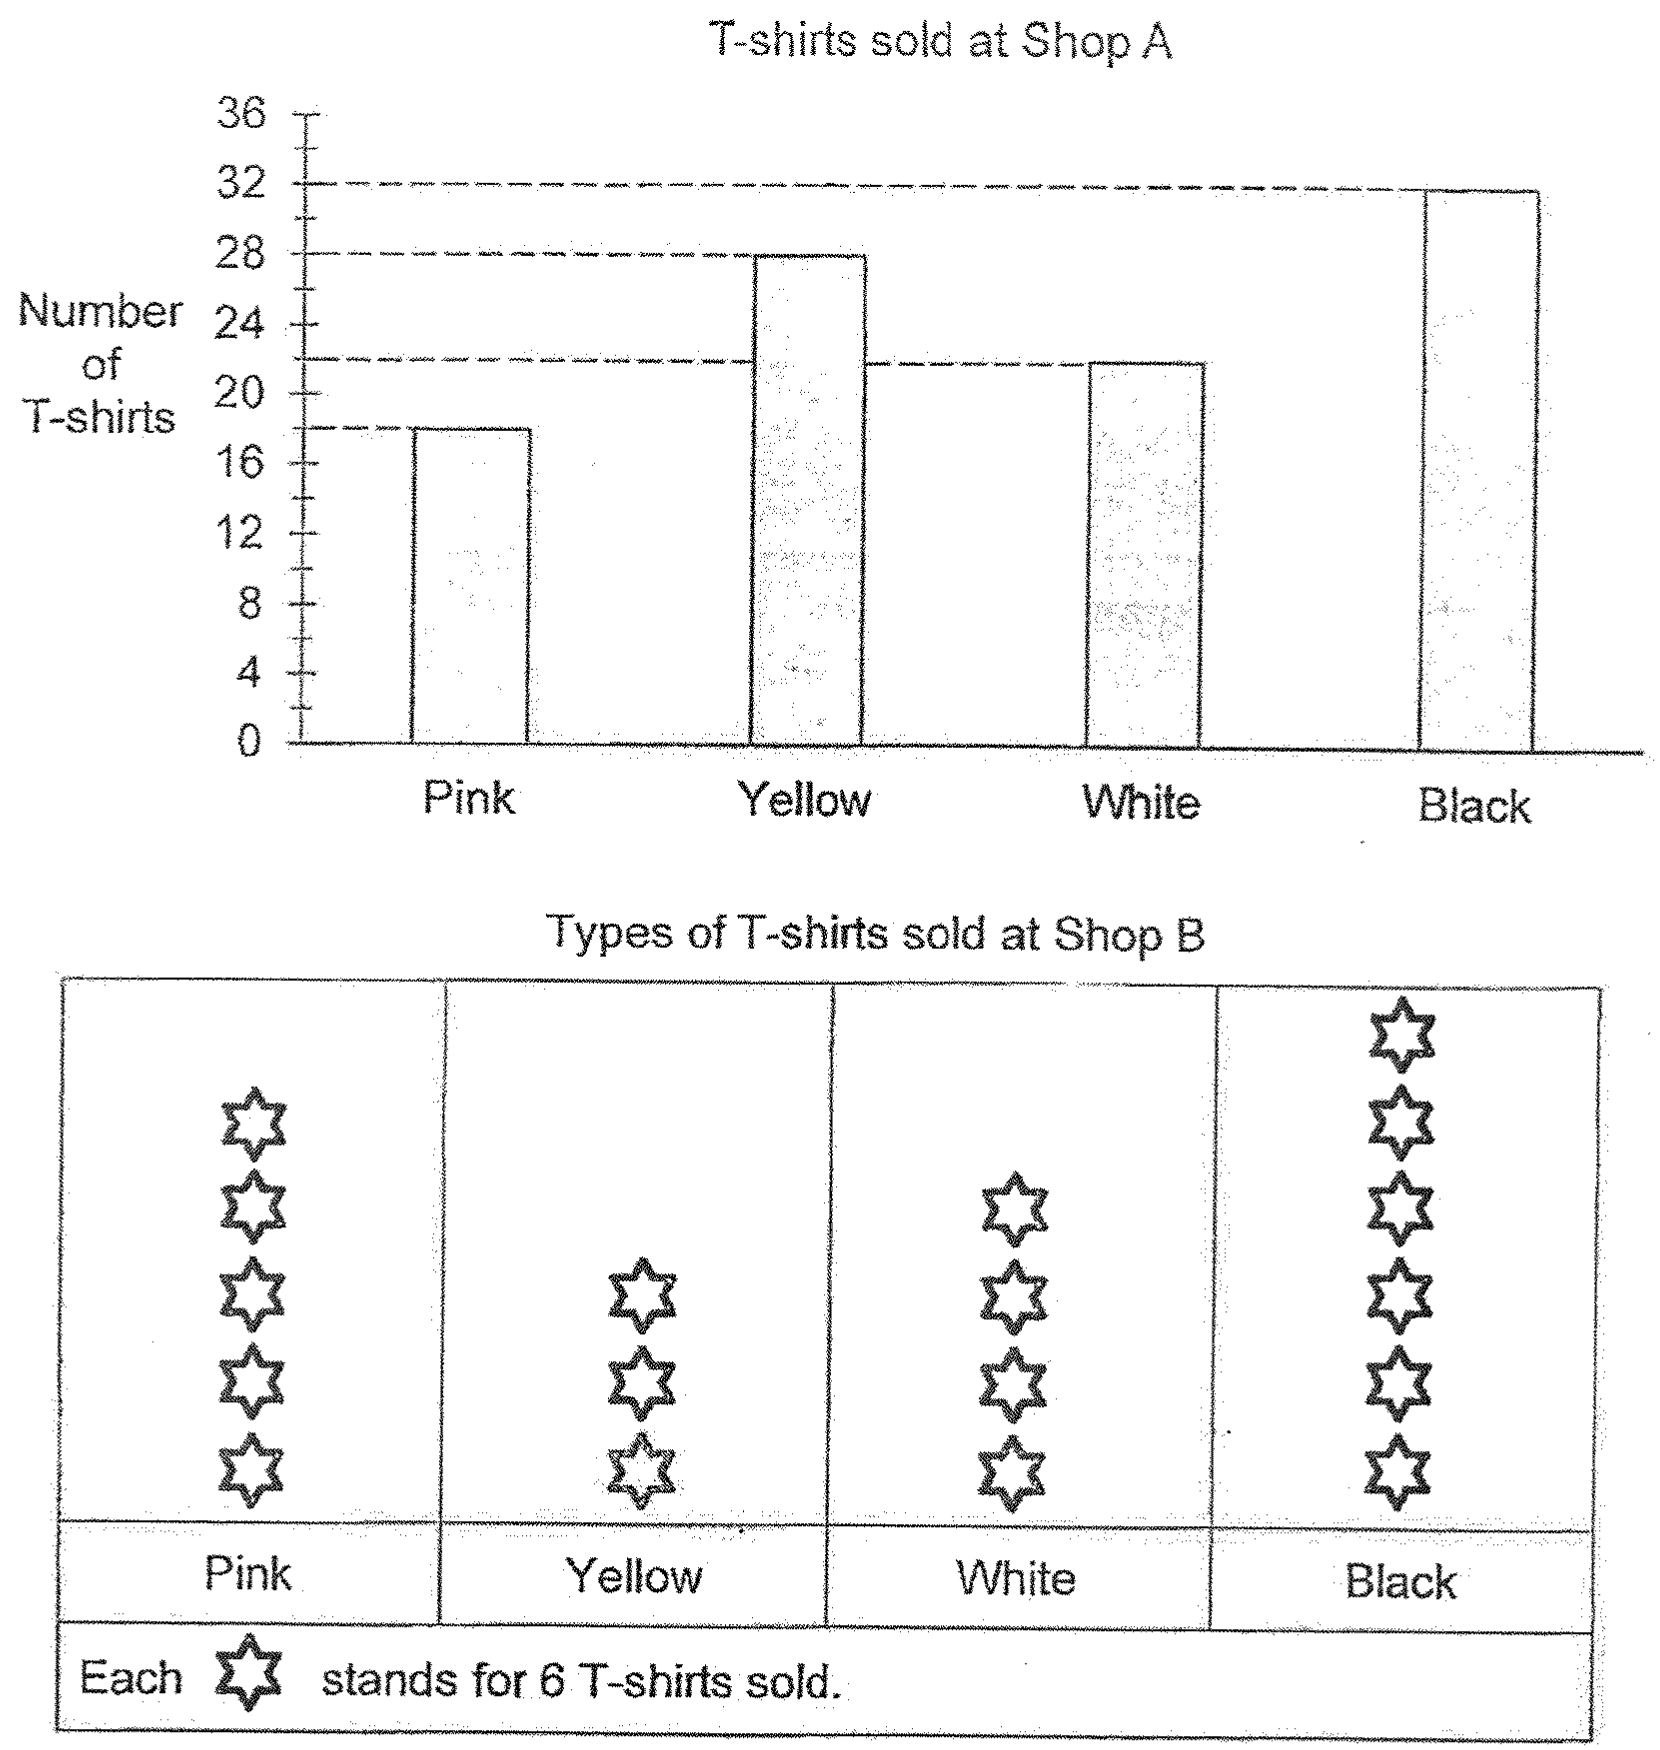 T-shirts sold at Shop A
36
32
28
24
20
16
12
8
4
0
Number
of
T-shirts
Pink Yellow White Black
Types of T-shirts sold at Shop B
Pink Yellow White Black
Each stands for 6 T-shirts sold.